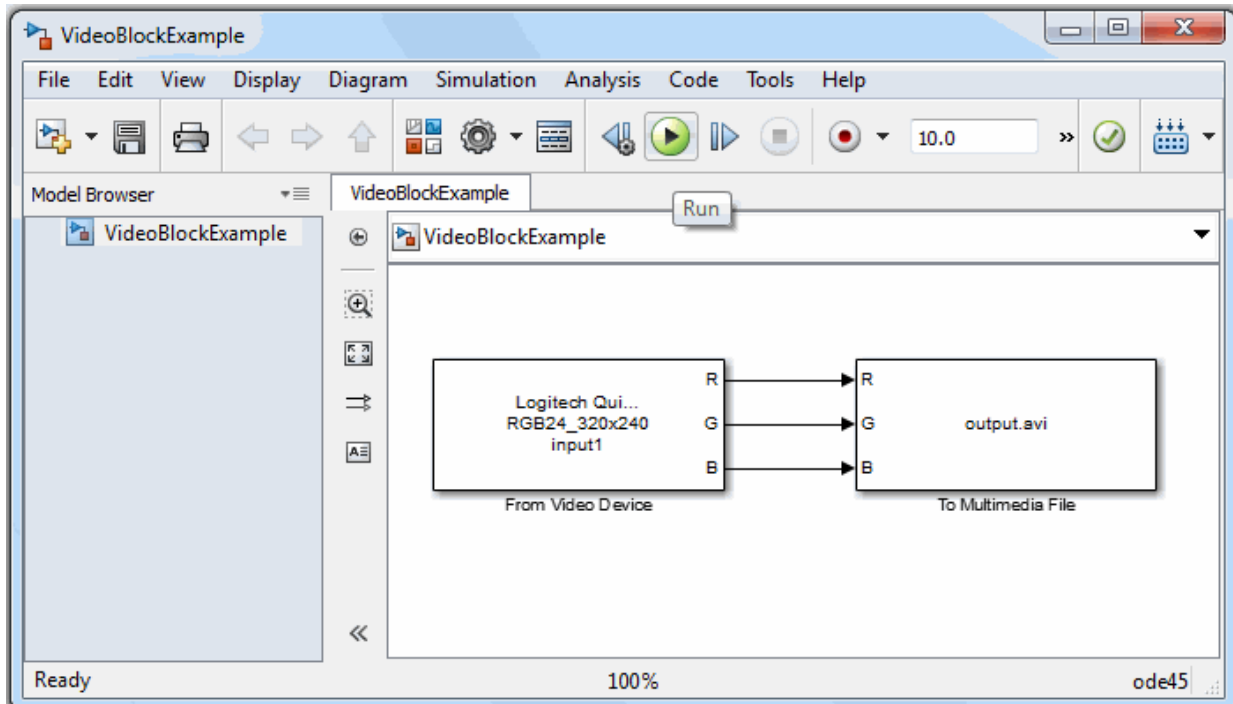 VideoBlockExample
File Edit View Display Diagram Simulation Analysis Code Tools Help
10.0 »
Model Browser
VideoBlockExample
Run
VideoBlockExample
VideoBlockExample
Logitech Qui...
RGB24_320x240
input1
R
G
B
From Video Device
R
G
B
output.avi
To Multimedia File
Ready 100% ode45